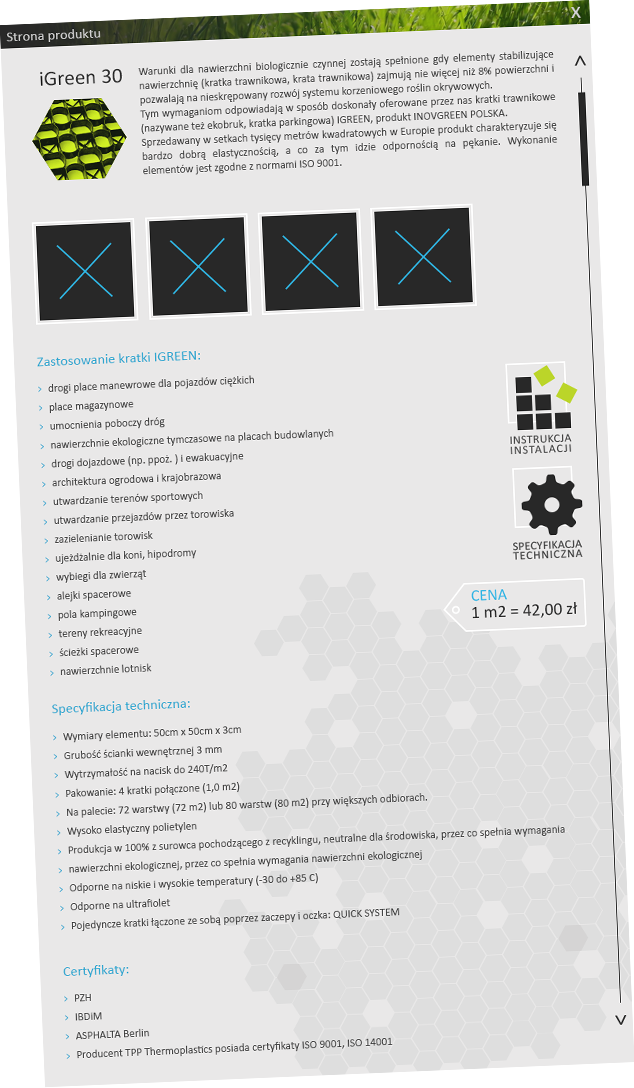 Strona produktu
X
iGreen 30
Warunki dla nawierzchni biologicznie czynnej zostają spełnione gdy elementy stabilizujące
nawierzchnię (kratka trawnikowa, krata trawnikowa) zajmują nie więcej niż 8% powierzchni i
pozwalają na nieskrępowany rozwój systemu korzeniowego roślin okrywowych.
Tym wymaganiom odpowiadają w sposób doskonały oferowane przez nas kratki trawnikowe
(nazywane też ekobruk, kratka parkingowa) IGREEN, produkt INOVGREEN POLSKA.
Sprzedawany w setkach tysięcy metrów kwadratowych w Europie produkt charakteryzuje się
bardzo dobrą elastycznością, a co za tym idzie odpornością na pękanie. Wykonanie
elementów jest zgodne z normami ISO 9001.
Zastosowanie kratki IGREEN:
drogi place manewrowe dla pojazdów ciężkich
place magazynowe
umocnienia poboczy dróg
nawierzchnie ekologiczne tymczasowe na placach budowlanych
drogi dojazdowe (np. ppoż. ) i ewakuacyjne
architektura ogrodowa i krajobrazowa
utwardzanie terenów sportowych
utwardzanie przejazdów przez torowiska
zazielenianie torowisk
ujeżdżalnie dla koni, hipodromy
wybiegi dla zwierząt
alejki spacerowe
pola kampingowe
tereny rekreacyjne
ścieżki spacerowe
nawierzchnie lotnisk
INSTRUKCJA
INSTALACJI
SPECYFIKACJA
TECHNICZNA
CENA
1 m2 = 42,00 zł
Specyfikacja techniczna:
Wymiary elementu: 50cm x 50cm x 3cm
Grubość ścianki wewnętrznej 3 mm
Wytrzymałość na nacisk do 240T/m2
Pakowanie: 4 kratki połączone (1,0 m2)
Na palecie: 72 warstwy (72 m2) lub 80 warstw (80 m2) przy większych odbiorach.
Wysoko elastyczny polietylen
Produkcja w 100% z surowca pochodzącego z recyklingu, neutralne dla środowiska, przez co spełnia wymagania
nawierzchni ekologicznej, przez co spełnia wymagania nawierzchni ekologicznej
Odporne na niskie i wysokie temperatury (-30 do +85 C)
Odporne na ultrafiolet
Pojedyncze kratki łączone ze sobą poprzez zaczepy i oczka: QUICK SYSTEM
Certyfikaty:
PZH
IBDiM
ASPHALTA Berlin
Producent TPP Thermoplastics posiada certyfikaty ISO 9001, ISO 14001